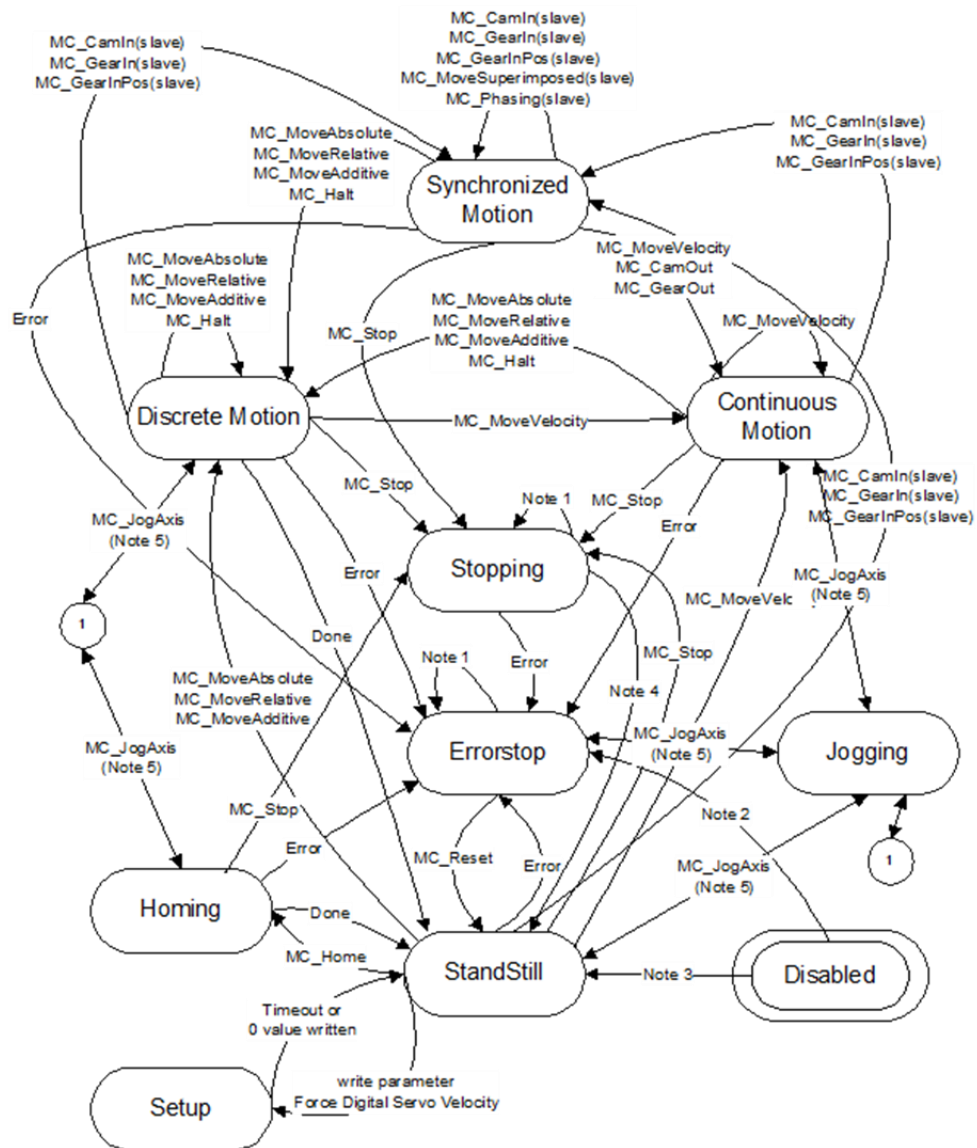 MC_CamIn(slave)
MC_GearIn(slave)
MC_GearInPos(slave)
MC_CamIn(slave)
MC_GearIn(slave)
MC_GearInPos(slave)
MC_MoveSuperimposed(slave)
MC_Phasing(slave)
MC_CamIn(slave)
MC_GearIn(slave)
MC_GearInPos(slave)
MC_MoveAbsolute
MC_MoveRelative
MC_MoveAdditive
MC_Halt
Synchronized
Motion
MC_MoveAbsolute
MC_MoveRelative
MC_MoveAdditive
MC_Halt
MC_MoveVelocity
MC_CamOut
MC_GearOut
Error
MC_Stop
MC_MoveAbsolute
MC_MoveRelative
MC_MoveAdditive
MC_Halt
MC_MoveVelocity
Discrete Motion
MC_MoveVelocity
Continuous
Motion
MC_Stop
Note 1
MC_Stop
MC_CamIn(slave)
MC_GearIn(slave)
MC_GearInPos(slave)
MC_JogAxis
(Note 5)
Error
Stopping
Error
MC_JogAxis
(Note 5)
MC_MoveVel
1
Done
Note 1
Error
MC_Stop
Note 4
MC_MoveAbsolute
MC_MoveRelative
MC_MoveAdditive
MC_JogAxis
(Note 5)
Errorstop
MC_JogAxis
(Note 5)
Jogging
MC_Stop
Note 2
Error
MC_Reset
Error
MC_JogAxis
(Note 5)
1
Homing
Done
MC_Home
StandStill
Note 3
Disabled
Timeout or
0 value written
Setup
write parameter
Force Digital Servo Velocity